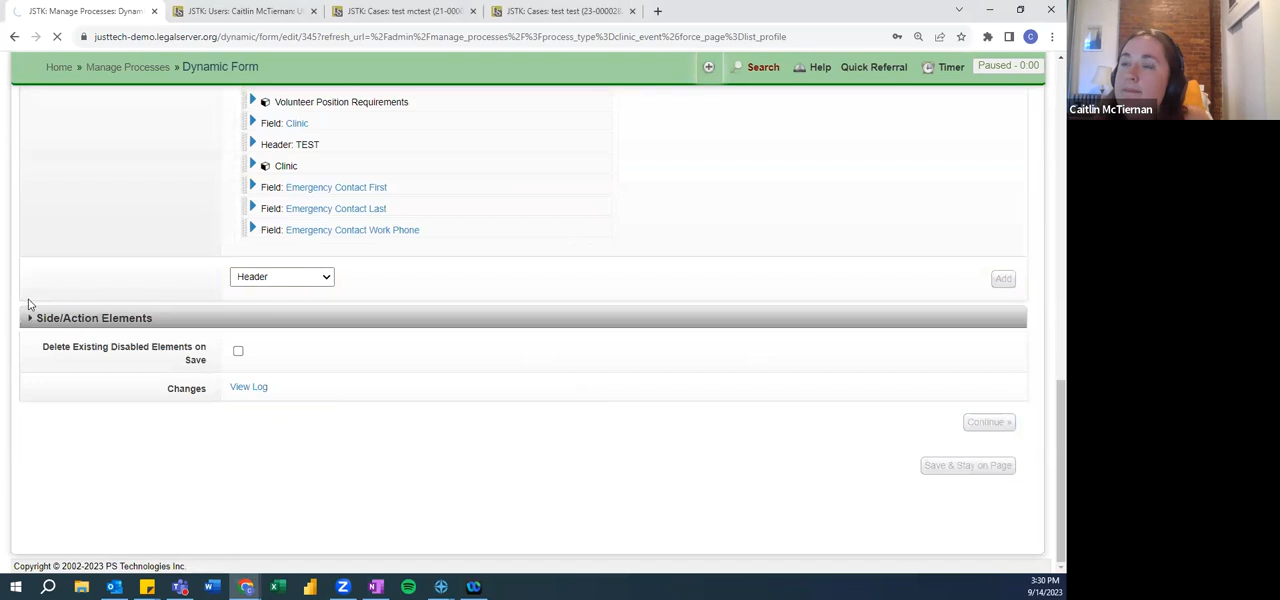 JSTK: Manage Processes: Dynam
JSTK: Users: Caitlin McTiernan: U
JSTK: Cases: test mctest (21-0000
JSTK: Cases: test test (23-000028
justtech-demo.legalserver.org/dynamic/form/edit/345?refresh_url=%2Fadmin%2Fmanage_processes%2F%3Fprocess_type%3Dclinic_event%26force_page%3Dlist_profile
Home » Manage Processes » Dynamic Form
Search
Help
Quick Referral
Timer
Paused - 0:00
Caitlin McTiernan
Volunteer Position Requirements
Field: Clinic
Header: TEST
Clinic
Field: Emergency Contact First
Field: Emergency Contact Last
Field: Emergency Contact Work Phone
Header
Add
Side/Action Elements
Delete Existing Disabled Elements on
Save
Changes
View Log
Continue »
Save & Stay on Page
Copyright © 2002-2023 PS Technologies Inc.
3:30 PM
9/14/2023